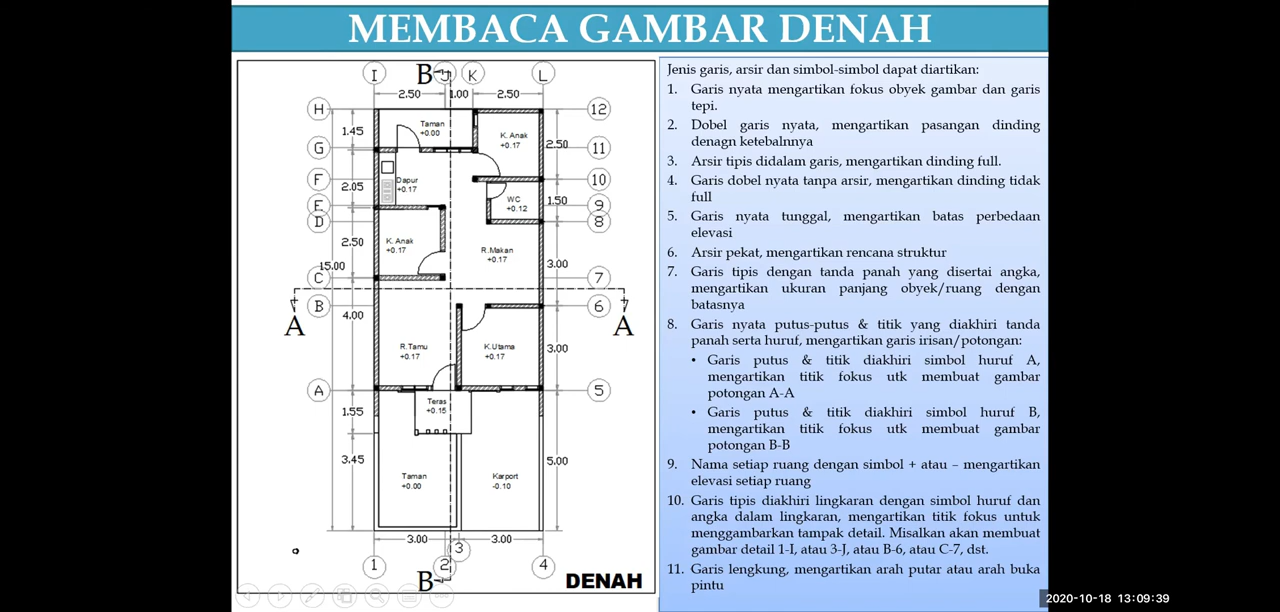 MEMBACA GAMBAR DENAH
I
B
J
K
L
2.50
1.00
2.50
H
12
Taman
+0.00
1.45
K. Anak
+0.17
2.50
G
11
F
10
Dapur
+0.17
2.05
WC
+0.12
1.50
E
9
D
8
K. Anak
+0.17
2.50
R.Makan
+0.17
3.00
15.00
C
7
B
6
A
A
4.00
R.Tamu
+0.17
K.Utama
+0.17
3.00
A
5
Teras
+0.15
1.55
3.45
5.00
Taman
+0.00
Karport
-0.10
3.00
3.00
3
1
2
4
B
DENAH
Jenis garis, arsir dan simbol-simbol dapat diartikan:
1. Garis nyata mengartikan fokus obyek gambar dan garis
tepi.
2. Dobel garis nyata, mengartikan pasangan dinding
denagn ketebalnnya
3. Arsir tipis didalam garis, mengartikan dinding full.
4. Garis dobel nyata tanpa arsir, mengartikan dinding tidak
full
5. Garis nyata tunggal, mengartikan batas perbedaan
elevasi
6. Arsir pekat, mengartikan rencana struktur
7. Garis tipis dengan tanda panah yang disertai angka,
mengartikan ukuran panjang obyek/ruang dengan
batasnya
8. Garis nyata putus-putus & titik yang diakhiri tanda
panah serta huruf, mengartikan garis irisan/potongan:
• Garis putus & titik diakhiri simbol huruf A,
mengartikan titik fokus utk membuat gambar
potongan A-A
• Garis putus & titik diakhiri simbol huruf B,
mengartikan titik fokus utk membuat gambar
potongan B-B
9. Nama setiap ruang dengan simbol + atau – mengartikan
elevasi setiap ruang
10. Garis tipis diakhiri lingkaran dengan simbol huruf dan
angka dalam lingkaran, mengartikan titik fokus untuk
menggambarkan tampak detail. Misalkan akan membuat
gambar detail 1-I, atau 3-J, atau B-6, atau C-7, dst.
11. Garis lengkung, mengartikan arah putar atau arah buka
pintu
2020-10-18 13:09:39